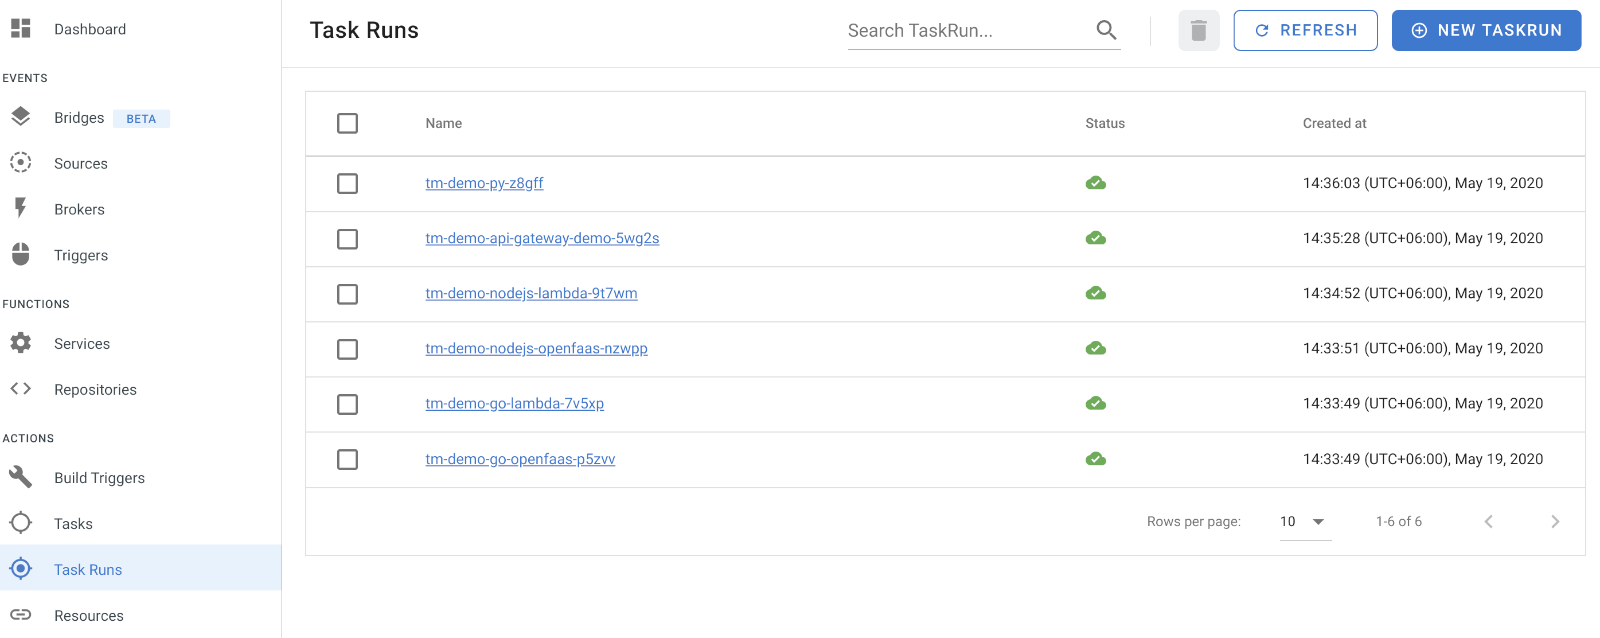 Dashboard
EVENTS
Bridges BETA
Sources
Brokers
Triggers
FUNCTIONS
Services
Repositories
ACTIONS
Build Triggers
Tasks
Task Runs
Resources
Task Runs
Search TaskRun...
REFRESH
NEW TASKRUN
Name Status Created at
tm-demo-py-z8gff 14:36:03 (UTC+06:00), May 19, 2020
tm-demo-api-gateway-demo-5wg2s 14:35:28 (UTC+06:00), May 19, 2020
tm-demo-nodejs-lambda-9t7wm 14:34:52 (UTC+06:00), May 19, 2020
tm-demo-nodejs-openfaas-nzwpp 14:33:51 (UTC+06:00), May 19, 2020
tm-demo-go-lambda-7v5xp 14:33:49 (UTC+06:00), May 19, 2020
tm-demo-go-openfaas-p5zvv 14:33:49 (UTC+06:00), May 19, 2020
Rows per page: 10 1-6 of 6